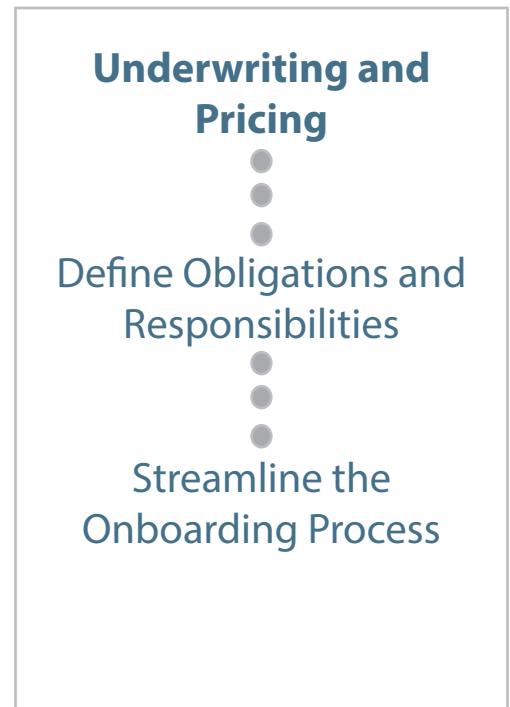 Underwriting and
Pricing
Define Obligations and
Responsibilities
Streamline the
Onboarding Process